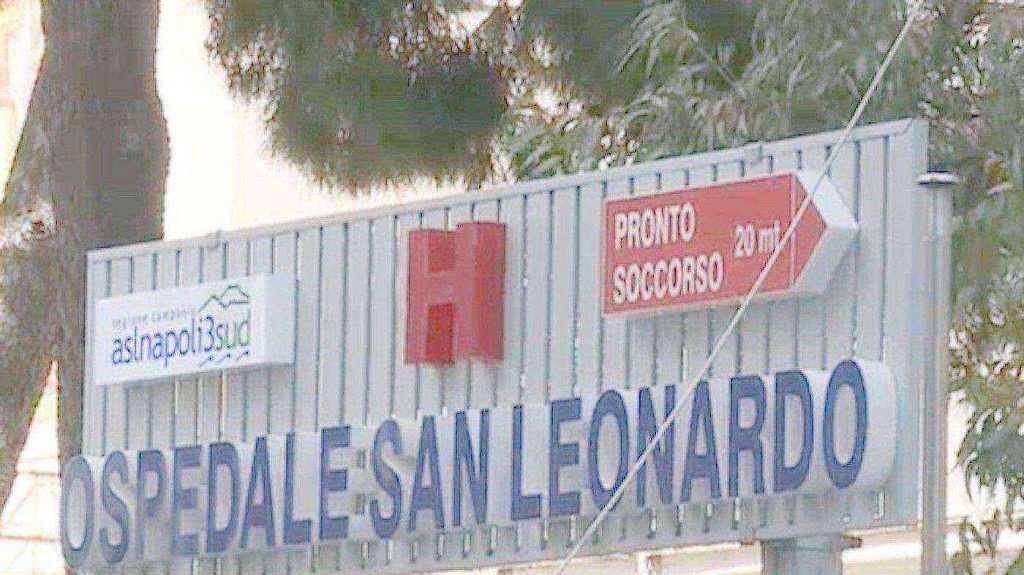 regione campania
aslnapoli3sud
H
PRONTO
SOCCORSO
20 mt
OSPEDALE SAN LEONARDO